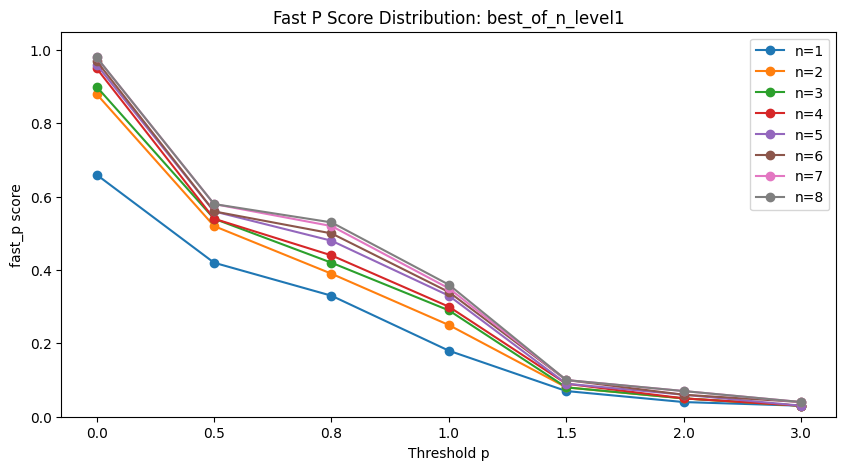 Fast P Score Distribution: best_of_n_level1
1.0
0.8
0.6
0.4
0.2
0.0
fast_p score
n=1
n=2
n=3
n=4
n=5
n=6
n=7
n=8
0.0 0.5 0.8 1.0 1.5 2.0 3.0
Threshold p